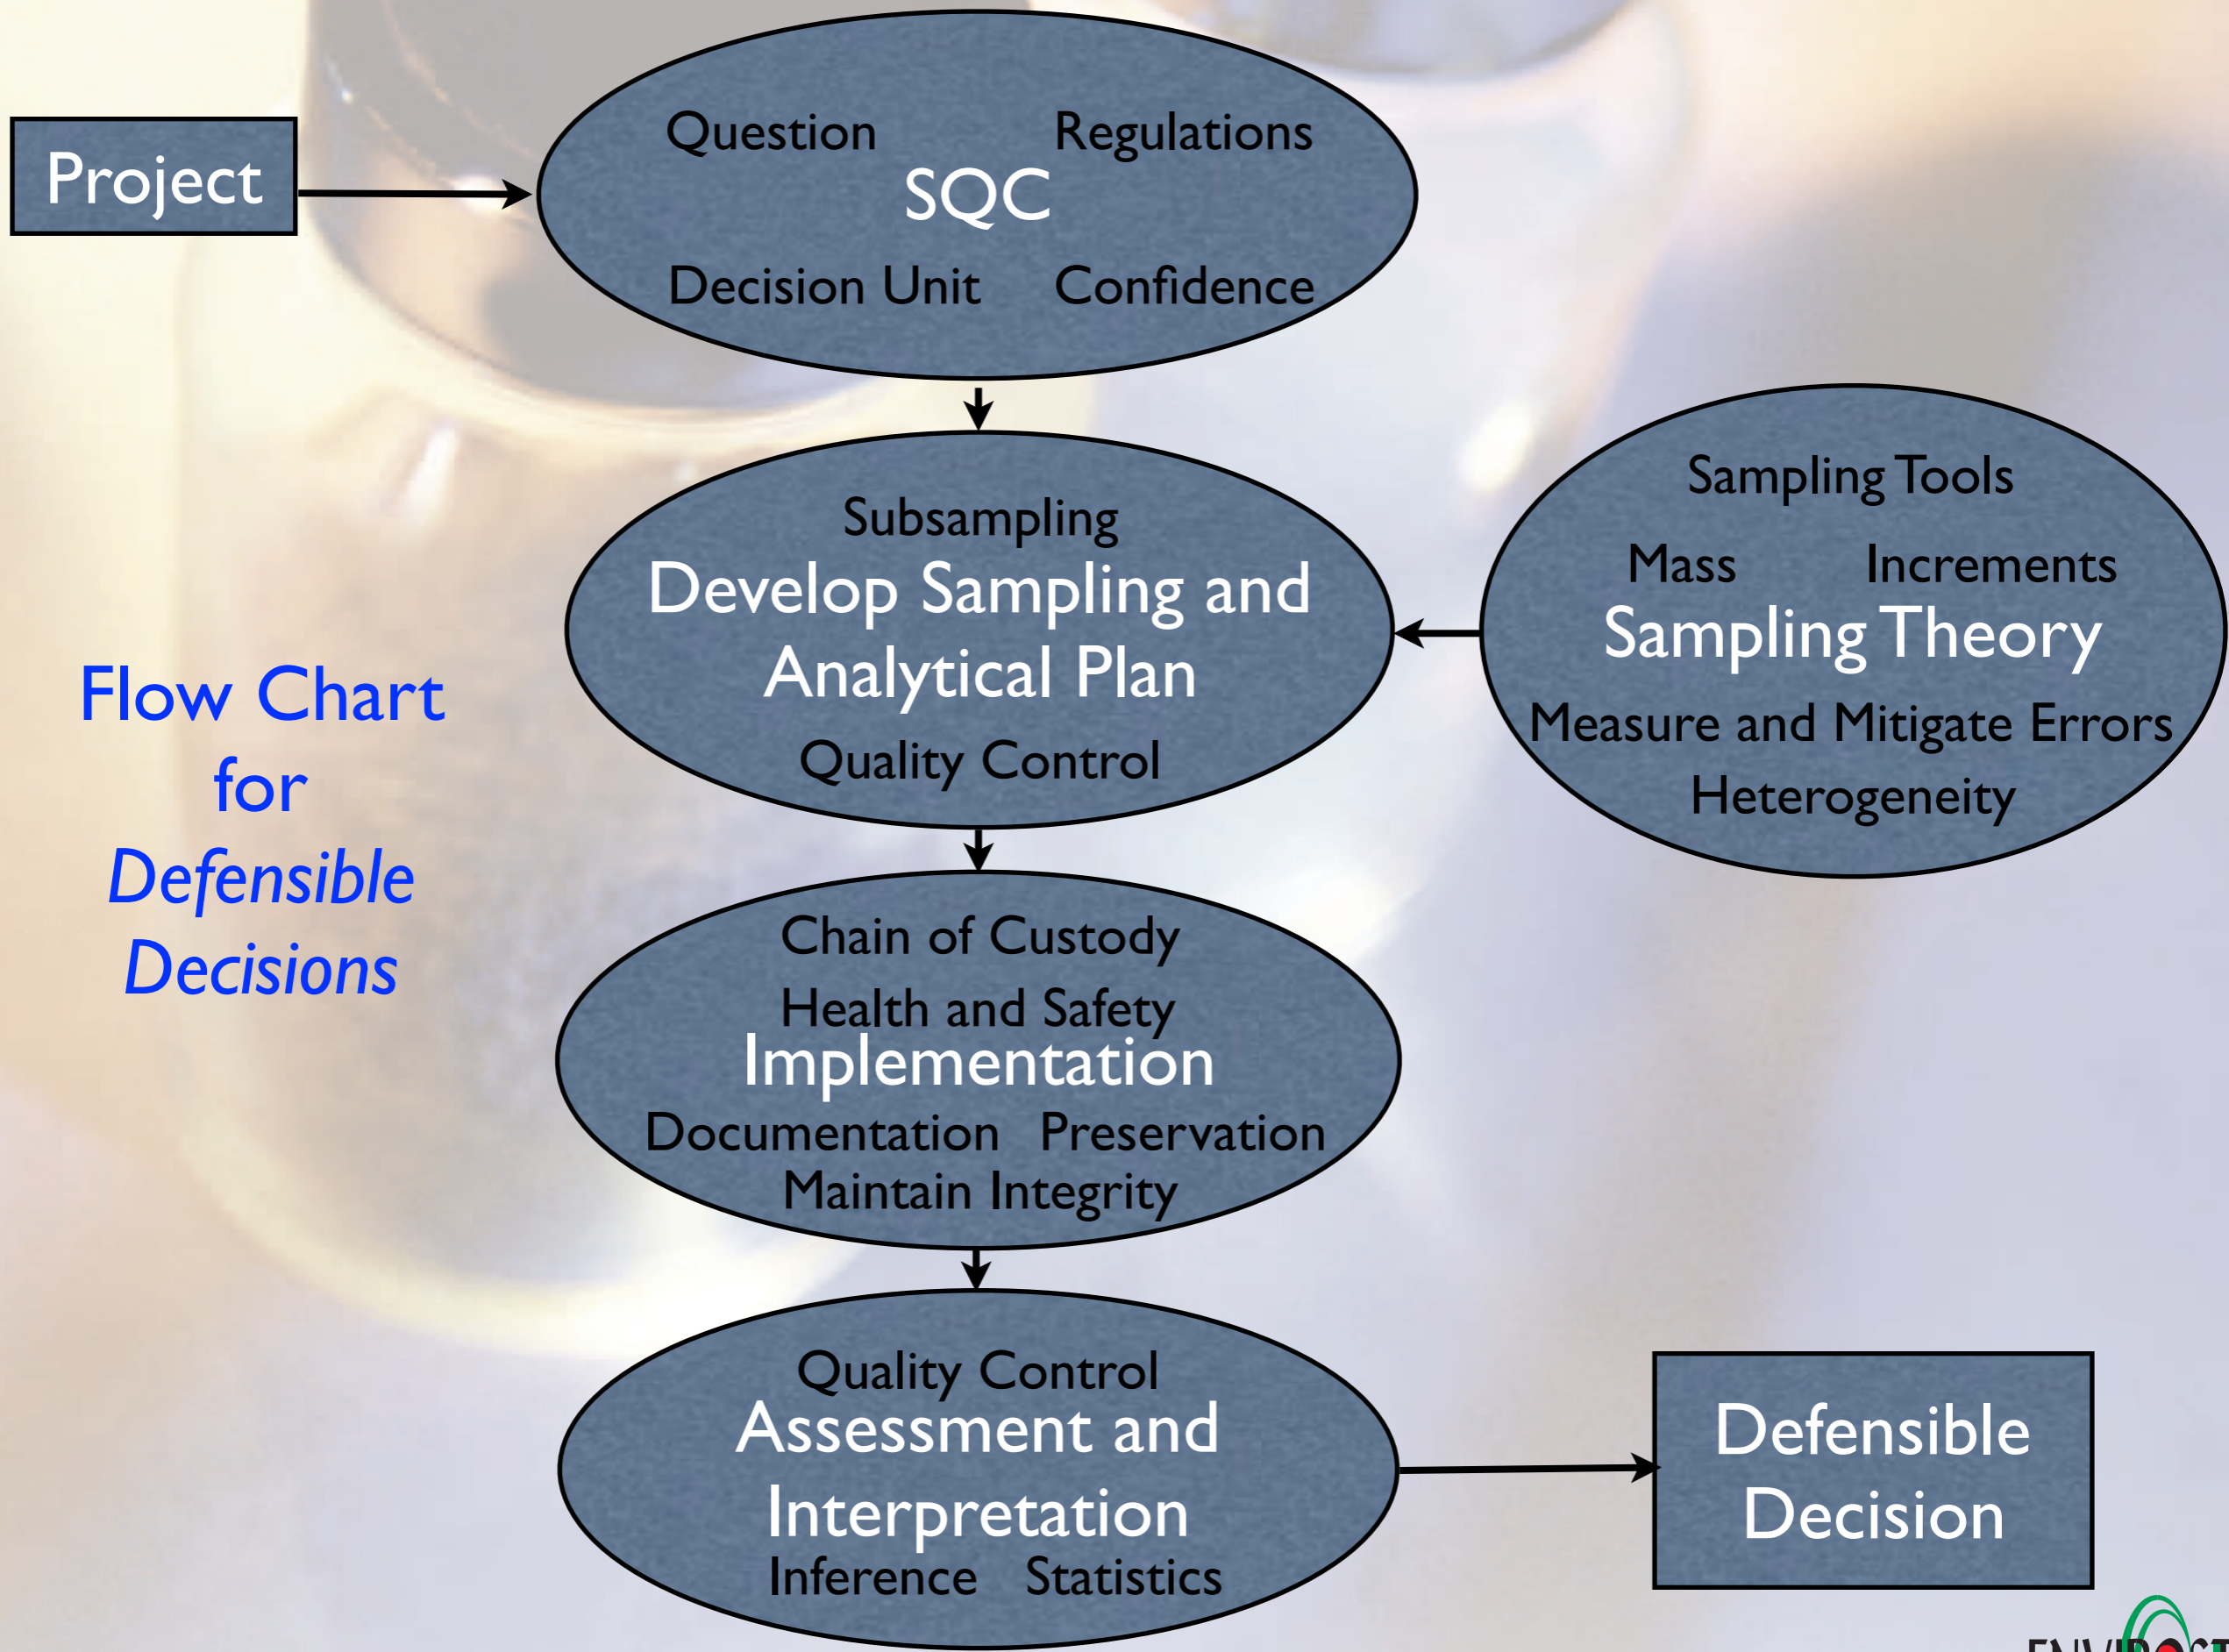 Project
Question Regulations
SQC
Decision Unit Confidence
Subsampling
Develop Sampling and
Analytical Plan
Quality Control
Sampling Tools
Mass Increments
Sampling Theory
Measure and Mitigate Errors
Heterogeneity
Flow Chart
for
Defensible
Decisions
Chain of Custody
Health and Safety
Implementation
Documentation Preservation
Maintain Integrity
Quality Control
Assessment and
Interpretation
Inference Statistics
Defensible
Decision